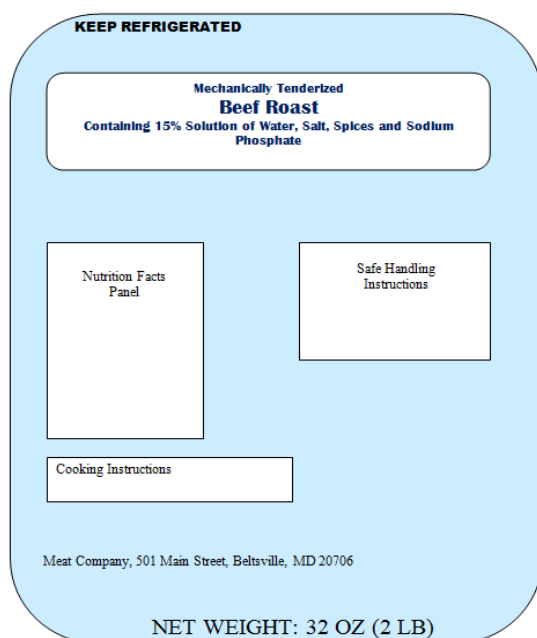 KEEP REFRIGERATED
Mechanically Tenderized
Beef Roast
Containing 15% Solution of Water, Salt, Spices and Sodium
Phosphate
Nutrition Facts
Panel
Safe Handling
Instructions
Cooking Instructions
Meat Company, 501 Main Street, Beltsville, MD 20706
NET WEIGHT: 32 OZ (2 LB)